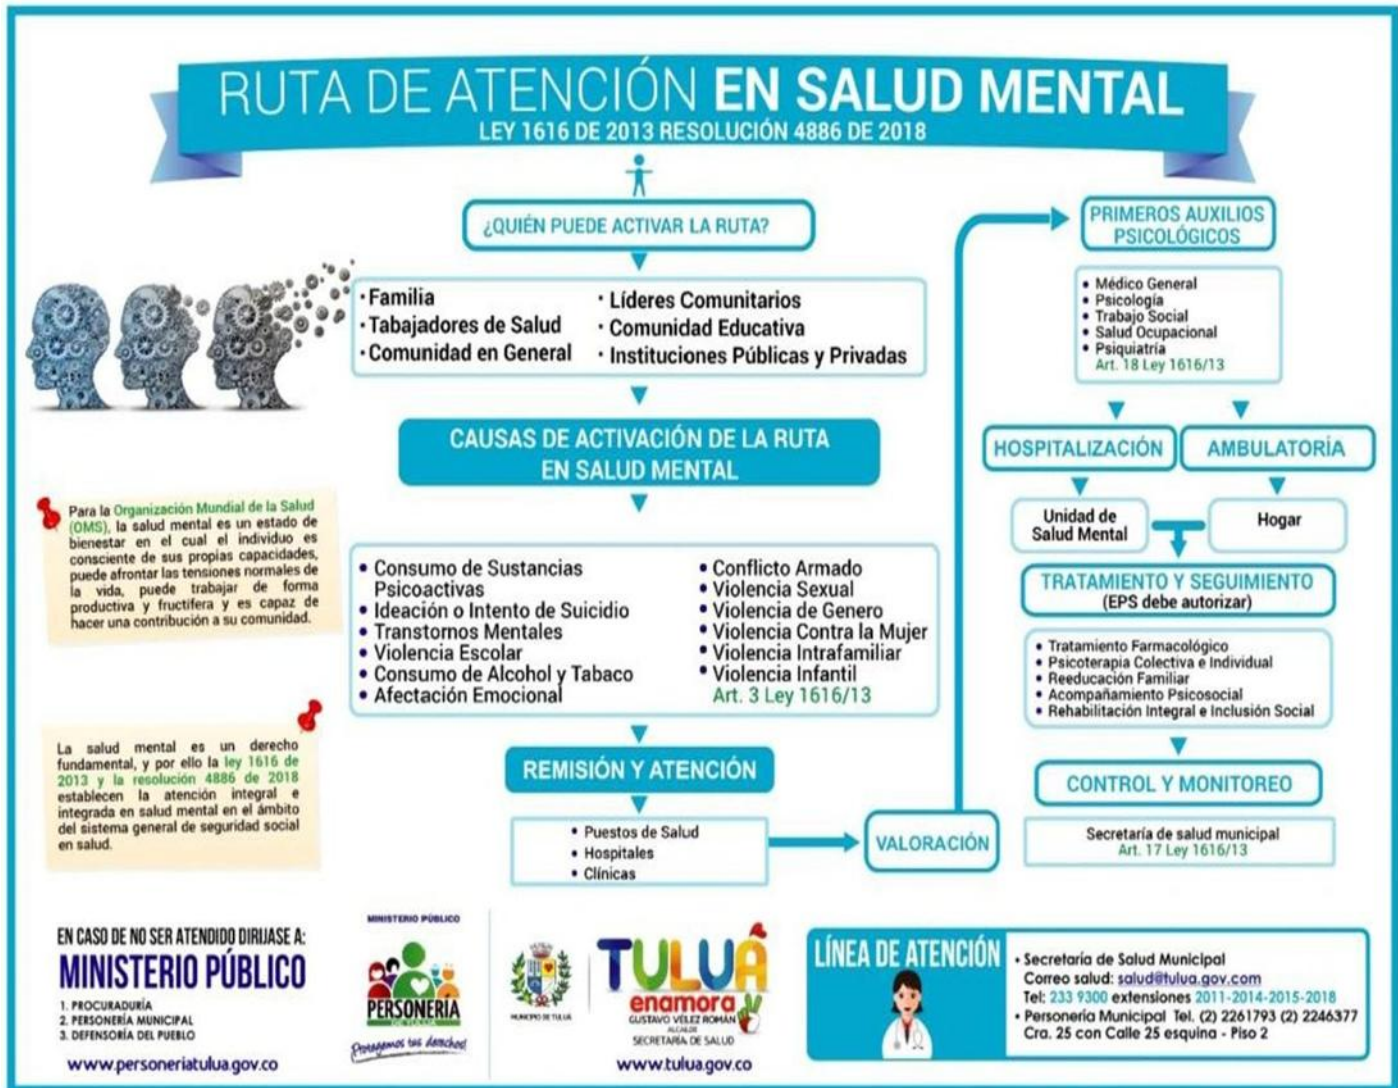 RUTA DE ATENCIÓN EN SALUD MENTAL
LEY 1616 DE 2013 RESOLUCIÓN 4886 DE 2018
¿QUIÉN PUEDE ACTIVAR LA RUTA?
· Familia
· Tabajadores de Salud
· Comunidad en General
· Líderes Comunitarios
· Comunidad Educativa
· Instituciones Públicas y Privadas
CAUSAS DE ACTIVACIÓN DE LA RUTA
EN SALUD MENTAL
• Consumo de Sustancias
Psicoactivas
• Ideación o Intento de Suicidio
• Transtornos Mentales
• Violencia Escolar
• Consumo de Alcohol y Tabaco
• Afectación Emocional
• Conflicto Armado
• Violencia Sexual
• Violencia de Genero
• Violencia Contra la Mujer
• Violencia Intrafamiliar
• Violencia Infantil
Art. 3 Ley 1616/13
REMISIÓN Y ATENCIÓN
• Puestos de Salud
• Hospitales
• Clínicas
VALORACIÓN
PRIMEROS AUXILIOS
PSICOLÓGICOS
• Médico General
• Psicología
• Trabajo Social
• Salud Ocupacional
• Psiquiatría
Art. 18 Ley 1616/13
HOSPITALIZACIÓN
AMBULATORÍA
Unidad de
Salud Mental
Hogar
TRATAMIENTO Y SEGUIMIENTO
(EPS debe autorizar)
• Tratamiento Farmacológico
• Psicoterapia Colectiva e Individual
• Reeducación Familiar
• Acompañamiento Psicosocial
• Rehabilitación Integral e Inclusión Social
CONTROL Y MONITOREO
Secretaría de salud municipal
Art. 17 Ley 1616/13
Para la Organización Mundial de la Salud
(OMS), la salud mental es un estado de
bienestar en el cual el individuo es
consciente de sus propias capacidades,
puede afrontar las tensiones normales de
la vida, puede trabajar de forma
productiva y fructífera y es capaz de
hacer una contribución a su comunidad.
La salud mental es un derecho
fundamental, y por ello la ley 1616 de
2013 y la resolución 4886 de 2018
establecen la atención integral e
integrada en salud mental en el ámbito
del sistema general de seguridad social
en salud.
EN CASO DE NO SER ATENDIDO DIRIJASE A:
MINISTERIO PÚBLICO
1. PROCURADURÍA
2. PERSONERÍA MUNICIPAL
3. DEFENSORÍA DEL PUEBLO
www.personeriatulua.gov.co
MINISTERIO PÚBLICO
PERSONERÍA
DE TULUÁ
Protegemos tus derechos!
MUNICIPIO DE TULUÁ
TULUÁ
enamora
GUSTAVO VÉLEZ ROMÁN
ALCALDE
SECRETARÍA DE SALUD
www.tulua.gov.co
LÍNEA DE ATENCIÓN
• Secretaría de Salud Municipal
Correo salud: salud@tulua.gov.com
Tel: 233 9300 extensiones 2011-2014-2015-2018
• Personería Municipal Tel. (2) 2261793 (2) 2246377
Cra. 25 con Calle 25 esquina - Piso 2